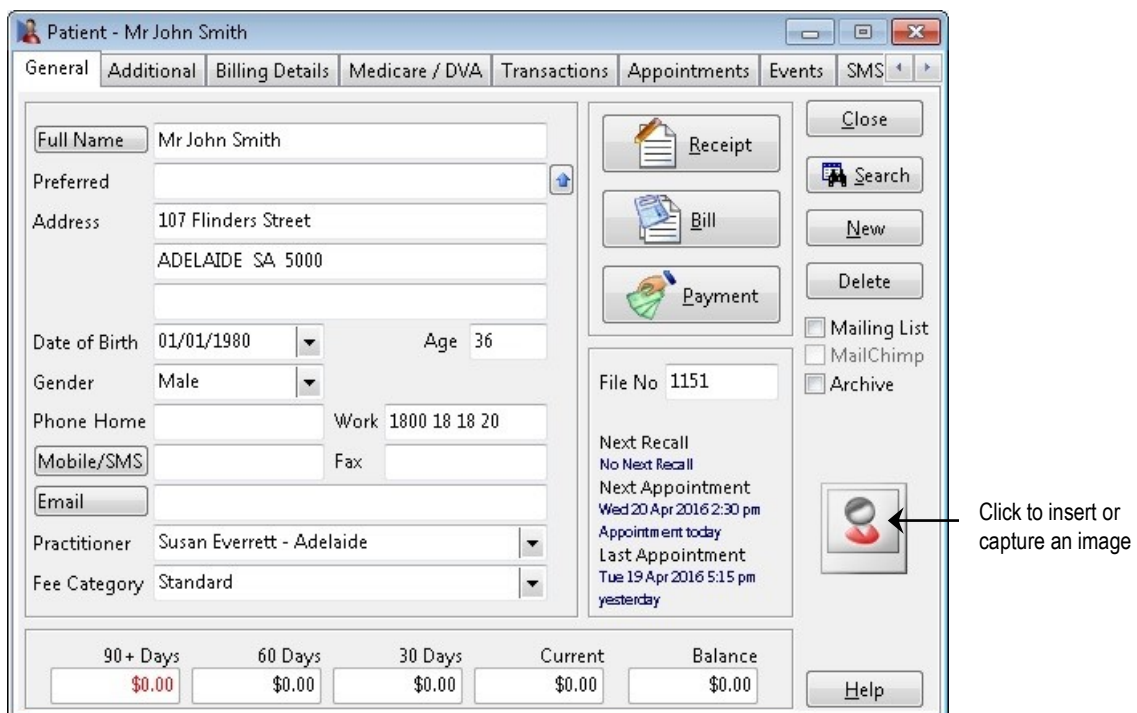 Patient - Mr John Smith
General Additional Billing Details Medicare / DVA Transactions Appointments Events SMS
Full Name Mr John Smith
Preferred
Address 107 Flinders Street
ADELAIDE SA 5000
Date of Birth 01/01/1980 Age 36
Gender Male
Phone Home Work 1800 18 18 20
Mobile/SMS Fax
Email
Practitioner Susan Everrett - Adelaide
Fee Category Standard
Receipt
Bill
Payment
File No 1151
Next Recall
No Next Recall
Next Appointment
Wed 20 Apr 2016 2:30 pm
Appointment today
Last Appointment
Tue 19 Apr 2016 5:15 pm
yesterday
Close
Search
New
Delete
Mailing List
MailChimp
Archive
Click to insert or
capture an image
90+ Days 60 Days 30 Days Current Balance
$0.00 $0.00 $0.00 $0.00 $0.00
Help